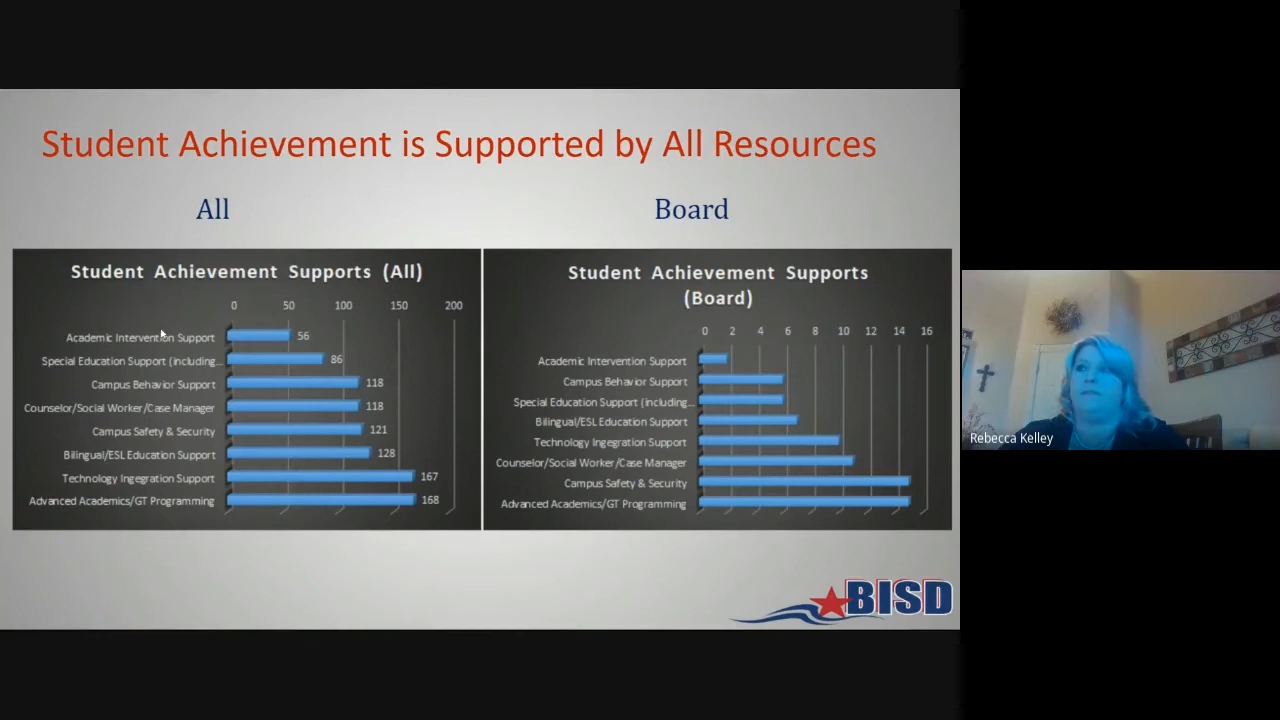 Student Achievement is Supported by All Resources
All
Board
Student Achievement Supports (All)
0 50 100 150 200
Academic Intervention Support 56
Special Education Support (including... 86
Campus Behavior Support 118
Counselor/Social Worker/Case Manager 118
Campus Safety & Security 121
Bilingual/ESL Education Support 128
Technology Ingegration Support 167
Advanced Academics/GT Programming 168
Student Achievement Supports
(Board)
0 2 4 6 8 10 12 14 16
Academic Intervention Support
Campus Behavior Support
Special Education Support (including...
Bilingual/ESL Education Support
Technology Ingegration Support
Counselor/Social Worker/Case Manager
Campus Safety & Security
Advanced Academics/GT Programming
BISD
Rebecca Kelley